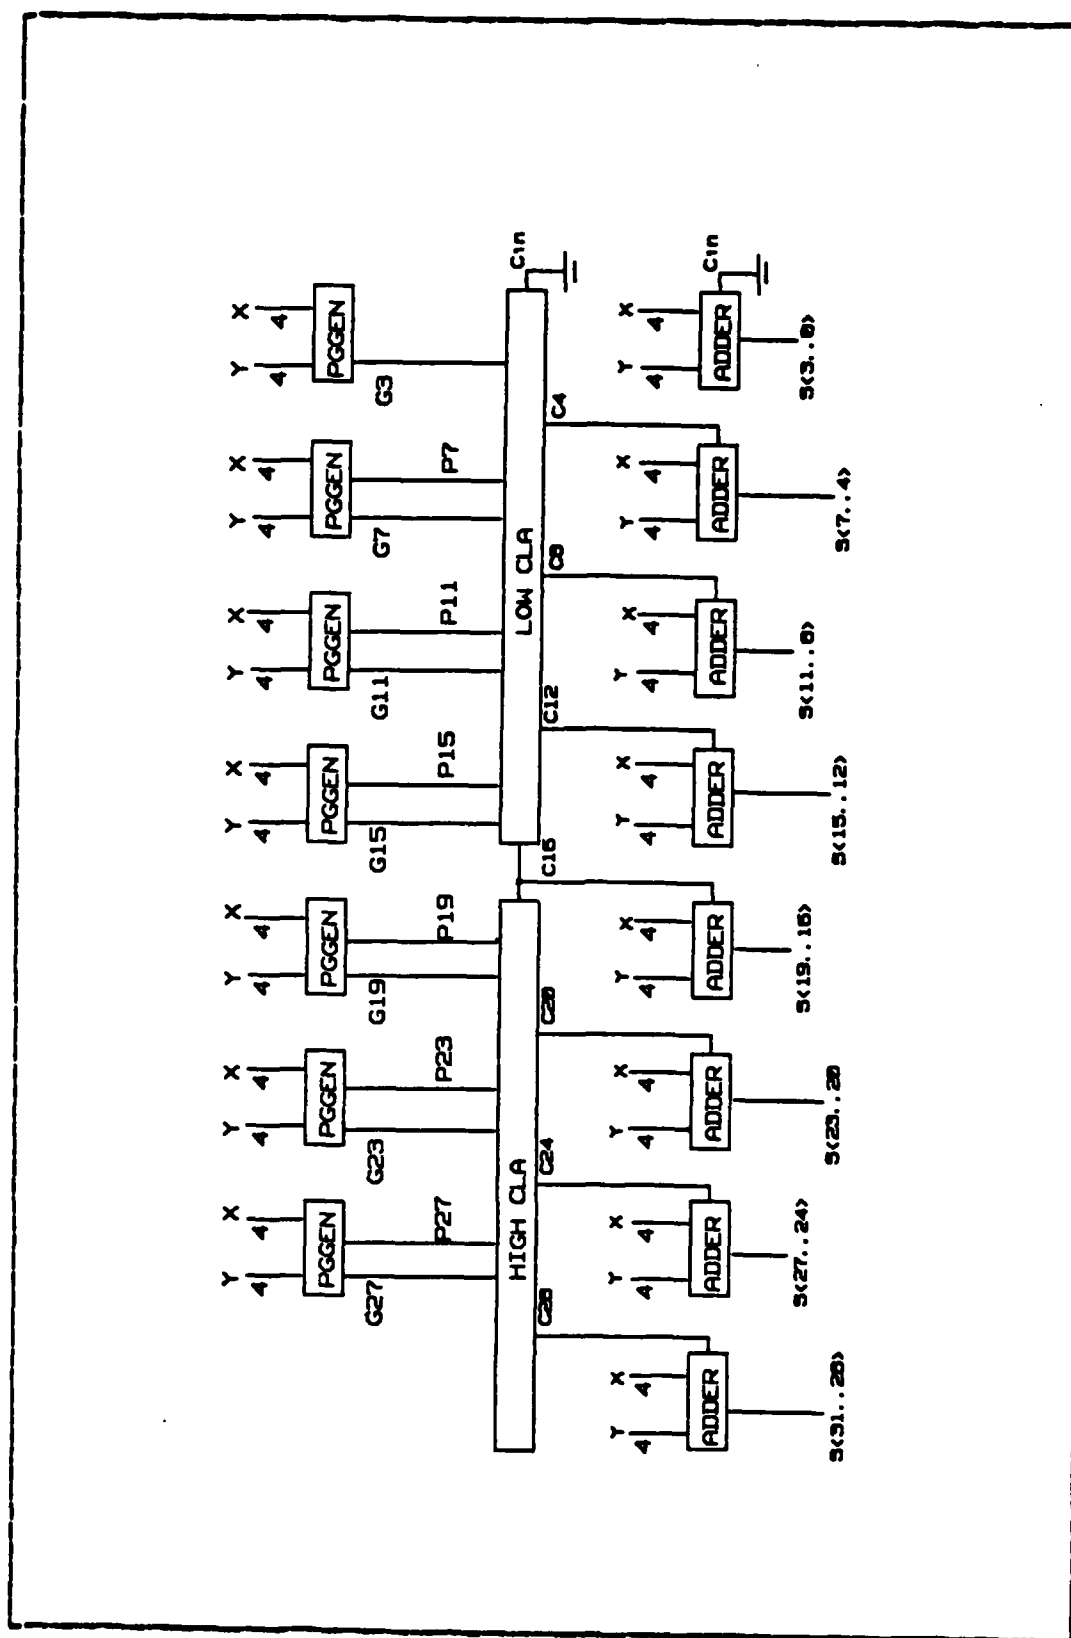 Y X Y X Y X Y X Y X Y X Y X
4 4 4 4 4 4 4 4 4 4 4 4 4 4
PGGEN PGGEN PGGEN PGGEN PGGEN PGGEN PGGEN
G27 G23 G19 G15 G11 G7 G3
P27 P23 P19 P15 P11 P7
HIGH CLA LOW CLA Cin
C28 C24 C20 C16 C12 C8 C4
Y X Y X Y X Y X Y X Y X Y X Y X
4 4 4 4 4 4 4 4 4 4 4 4 4 4 4 4
ADDER ADDER ADDER ADDER ADDER ADDER ADDER ADDER Cin
S<27..24> S<19..16> S<11..8> S<3..0>
S<31..28> S<23..20 S<15..12> S<7..4>